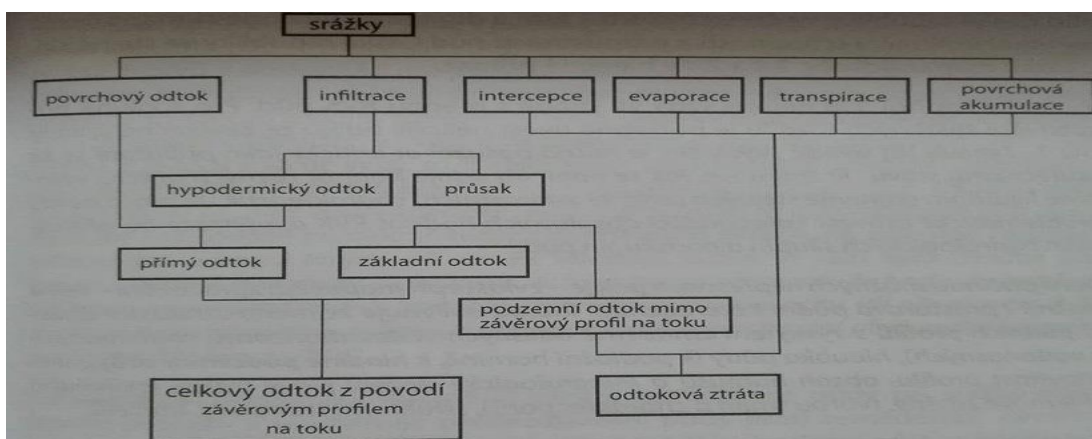 srážky
povrchový odtok
infiltrace
intercepce
evaporace
transpirace
povrchová
akumulace
hypodermický odtok
průsak
přímý odtok
základní odtok
podzemní odtok mimo
závěrový profil na toku
celkový odtok z povodí
závěrovým profilem
na toku
odtoková ztráta